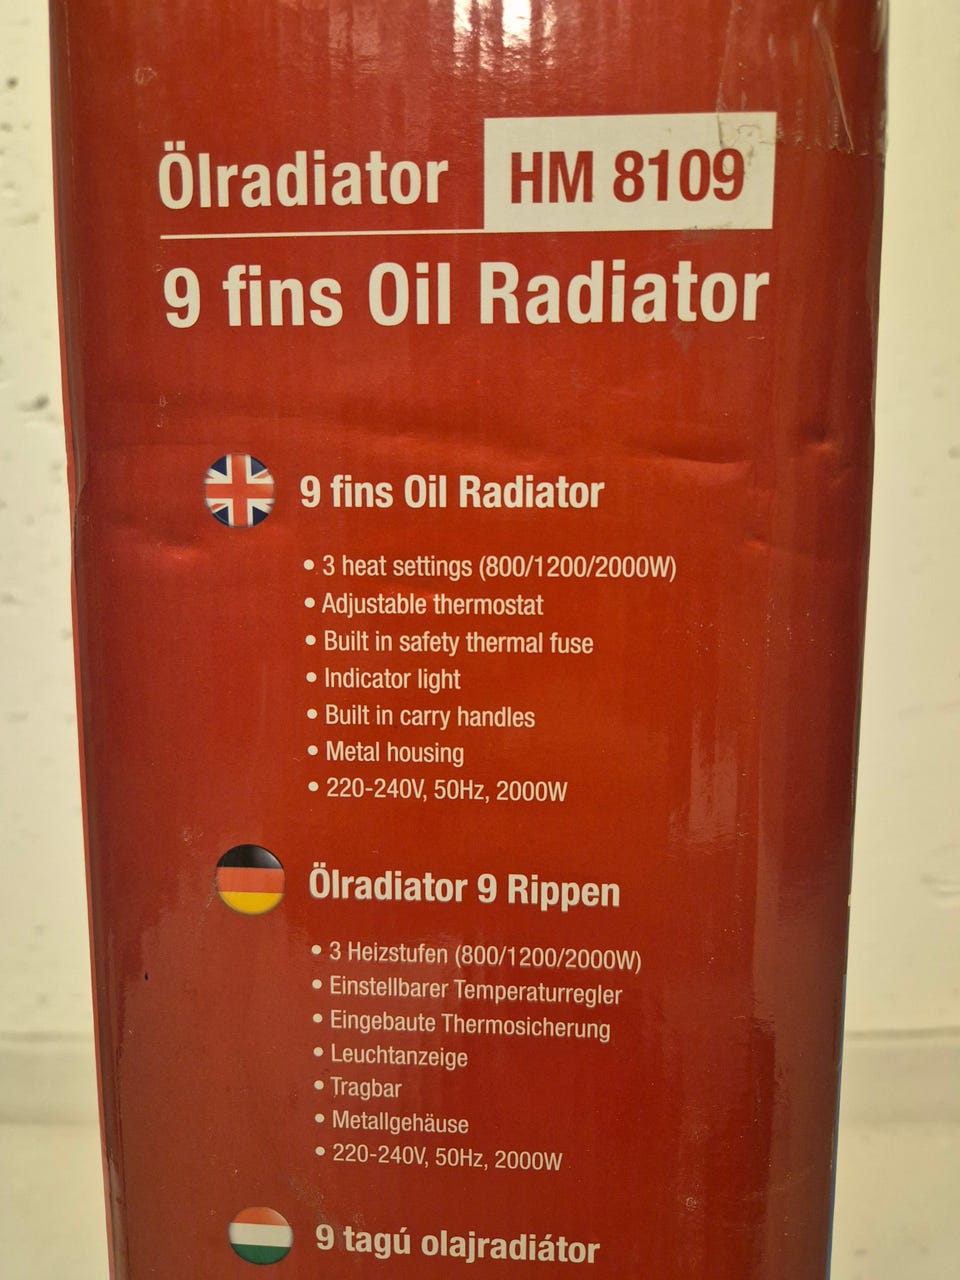 Ölradiator HM 8109
9 fins Oil Radiator
9 fins Oil Radiator
• 3 heat settings (800/1200/2000W)
• Adjustable thermostat
• Built in safety thermal fuse
• Indicator light
• Built in carry handles
• Metal housing
• 220-240V, 50Hz, 2000W
Ölradiator 9 Rippen
• 3 Heizstufen (800/1200/2000W)
• Einstellbarer Temperaturregler
• Eingebaute Thermosicherung
• Leuchtanzeige
• Tragbar
• Metallgehäuse
• 220-240V, 50Hz, 2000W
9 tagú olajradiátor